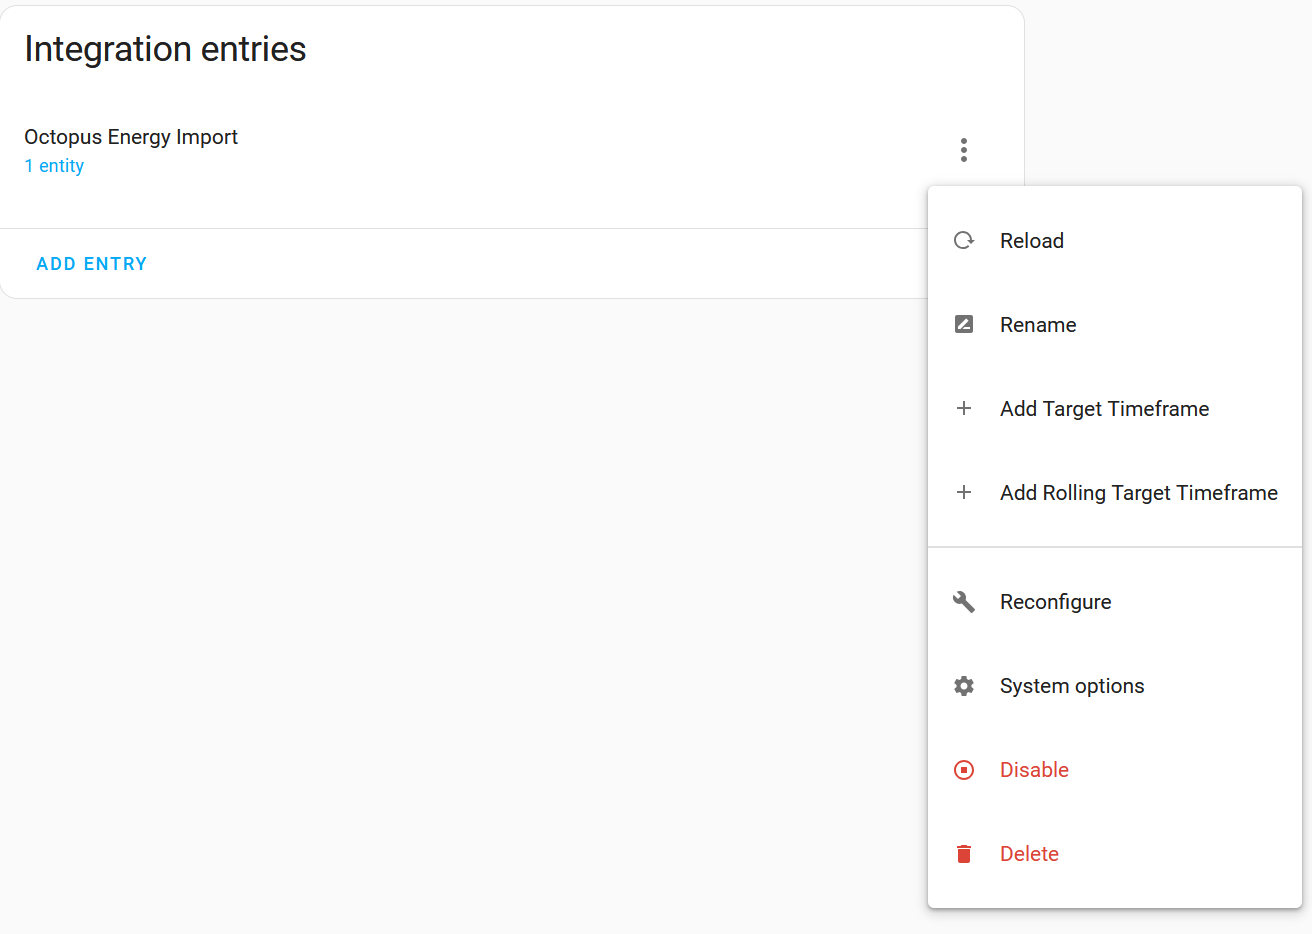 Integration entries
Octopus Energy Import
1 entity
ADD ENTRY
Reload
Rename
Add Target Timeframe
Add Rolling Target Timeframe
Reconfigure
System options
Disable
Delete